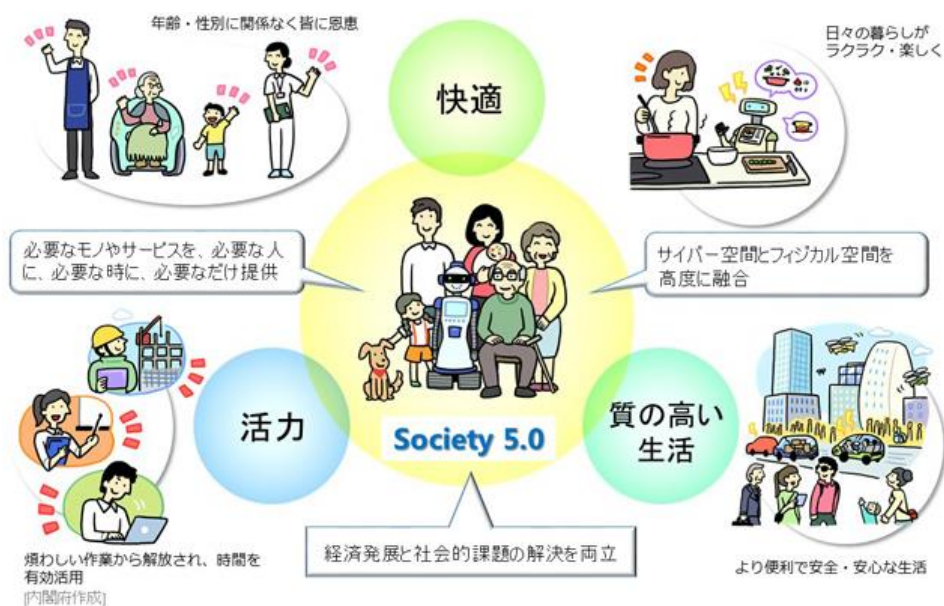 年齢・性別に関係なく皆に恩恵
快適
日々の暮らしが
ラクラク・楽しく
必要なモノやサービスを、必要な人
に、必要な時に、必要なだけ提供
サイバー空間とフィジカル空間を
高度に融合
活力
Society 5.0
質の高い
生活
経済発展と社会的課題の解決を両立
煩わしい作業から解放され、時間を
有効活用
[内閣府作成]
より便利で安全・安心な生活